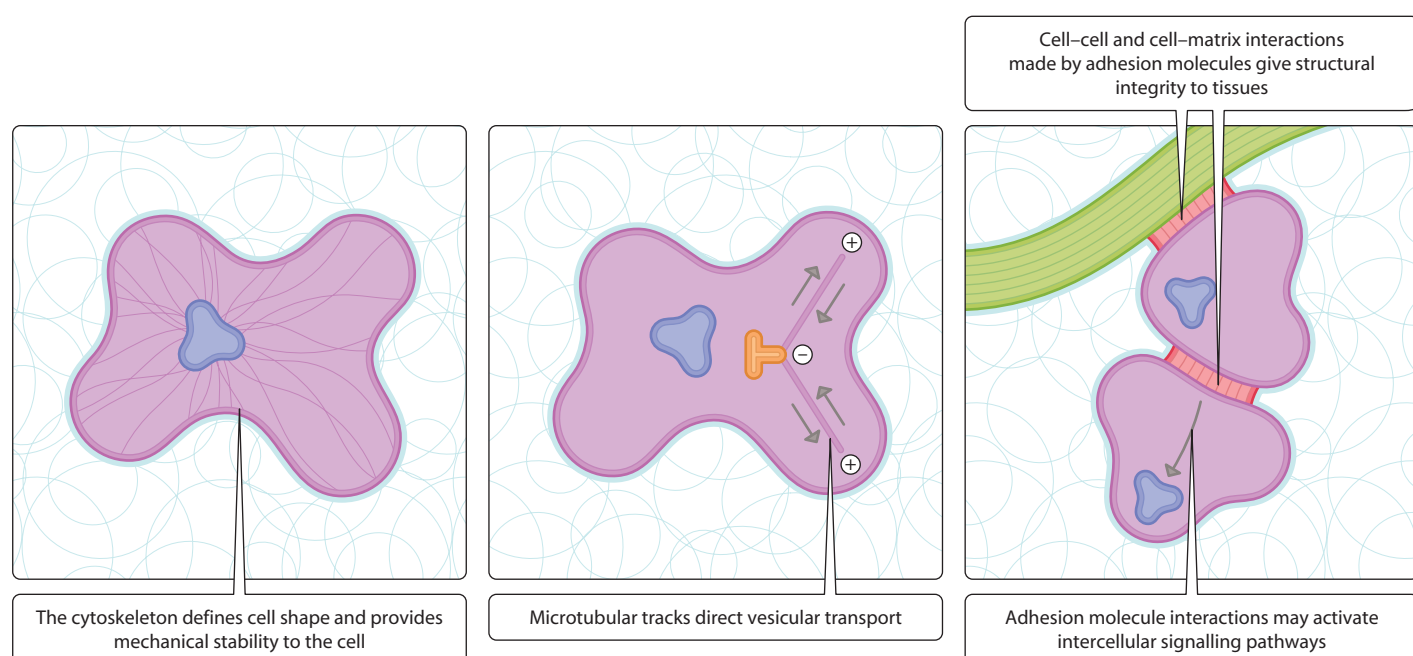 Cell–cell and cell–matrix interactions
made by adhesion molecules give structural
integrity to tissues
+
−
+
The cytoskeleton defines cell shape and provides
mechanical stability to the cell
Microtubular tracks direct vesicular transport
Adhesion molecule interactions may activate
intercellular signalling pathways